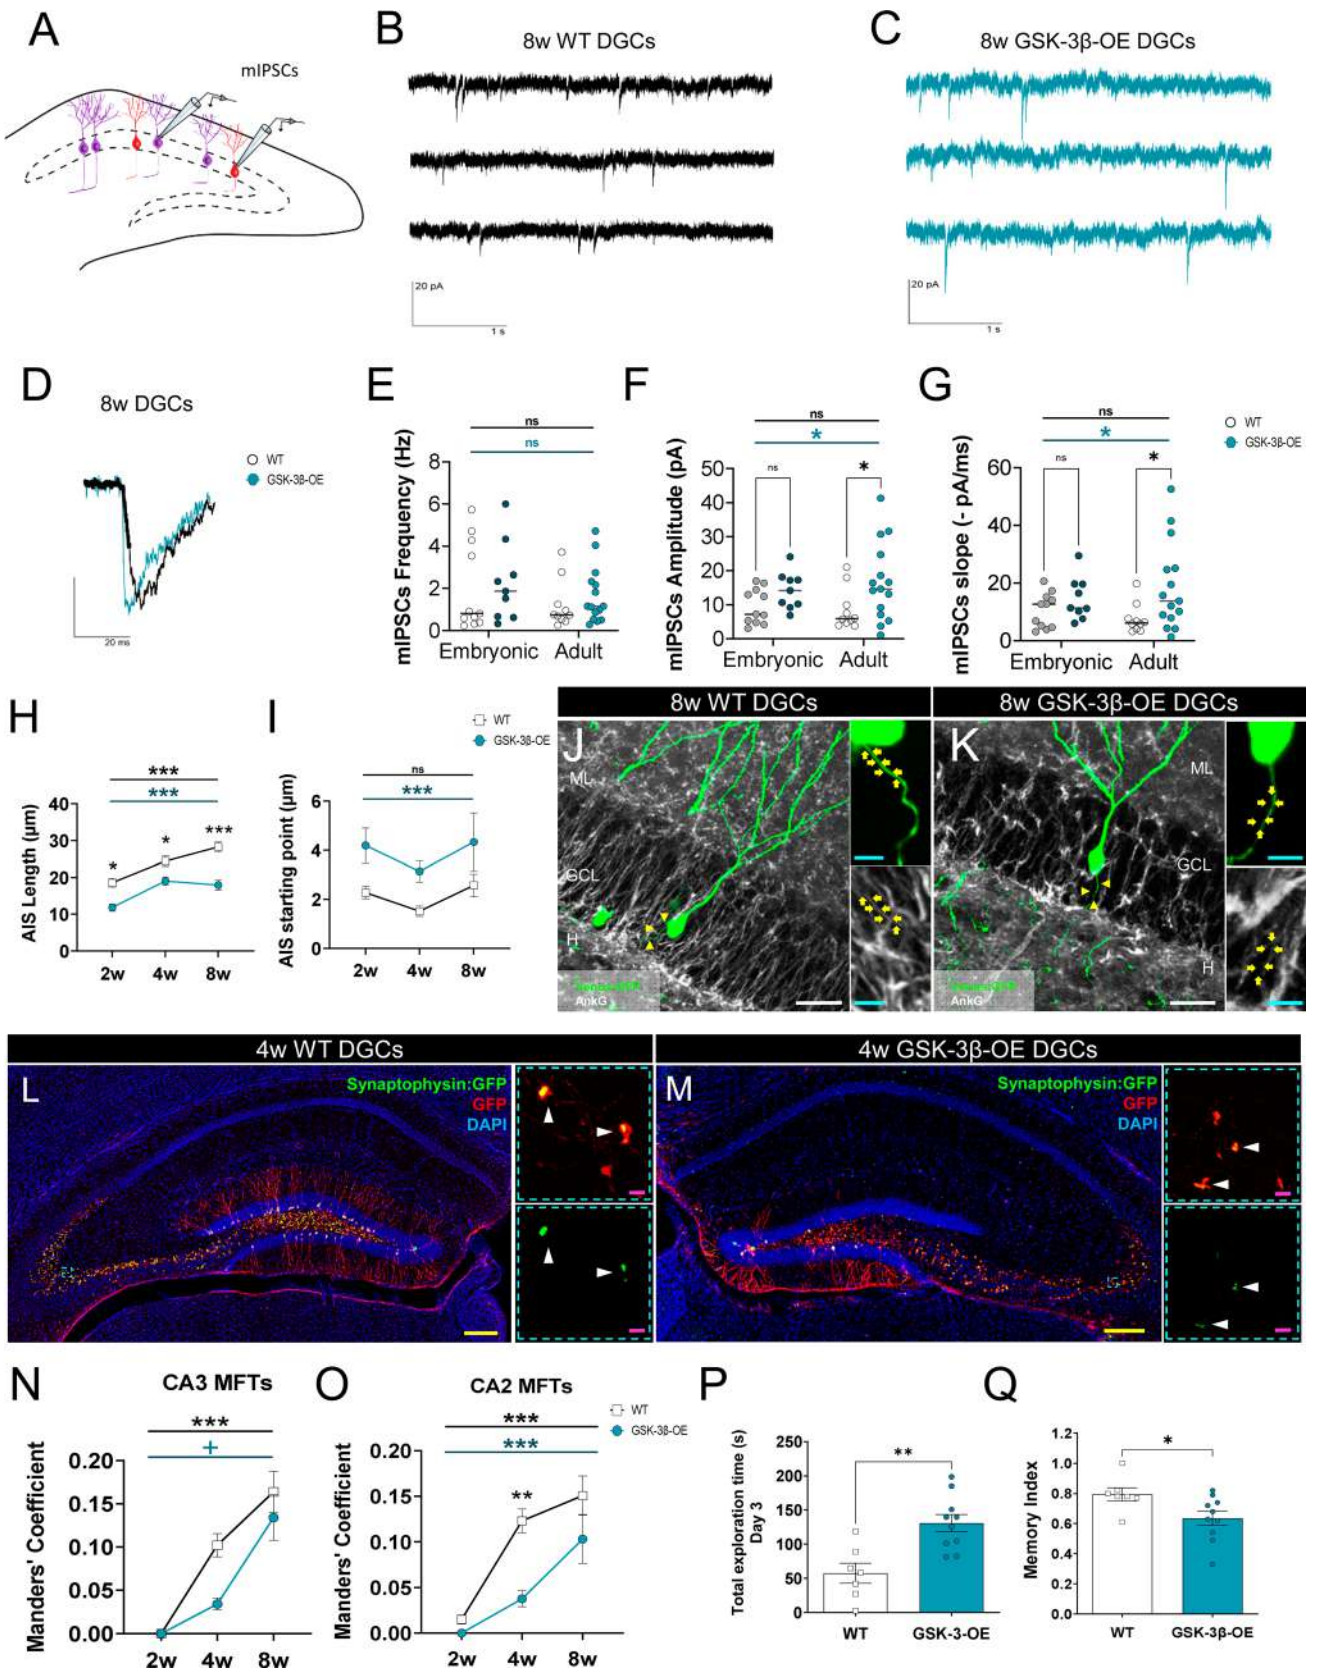 A
mIPSCs
B
8w WT DGCs
20 pA
1 s
C
8w GSK-3β-OE DGCs
20 pA
1 s
D
8w DGCs
WT
GSK-3β-OE
20 ms
E
ns
ns
mIPSCs Frequency (Hz)
8
6
4
2
0
Embryonic Adult
F
ns
*
ns
*
mIPSCs Amplitude (pA)
50
40
30
20
10
0
Embryonic Adult
G
ns
*
ns
*
WT
GSK-3β-OE
mIPSCs slope (- pA/ms)
60
40
20
0
Embryonic Adult
H
***
***
*
*
***
AIS Length (µm)
40
30
20
10
0
2w 4w 8w
I
WT
GSK-3β-OE
ns
***
AIS starting point (µm)
6
4
2
0
2w 4w 8w
8w WT DGCs
J
ML
GCL
H
AnkG
8w GSK-3β-OE DGCs
K
ML
GCL
H
AnkG
4w WT DGCs
L
Synaptophysin:GFP
GFP
DAPI
4w GSK-3β-OE DGCs
M
Synaptophysin:GFP
GFP
DAPI
N
CA3 MFTs
***
+
Manders' Coefficient
0.20
0.15
0.10
0.05
0.00
2w 4w 8w
O
CA2 MFTs
WT
GSK-3β-OE
***
***
**
Manders' Coefficient
0.20
0.15
0.10
0.05
0.00
2w 4w 8w
P
**
Total exploration time (s)
Day 3
250
200
150
100
50
0
WT GSK-3-OE
Q
*
Memory Index
1.2
1.0
0.8
0.6
0.4
0.2
0.0
WT GSK-3β-OE